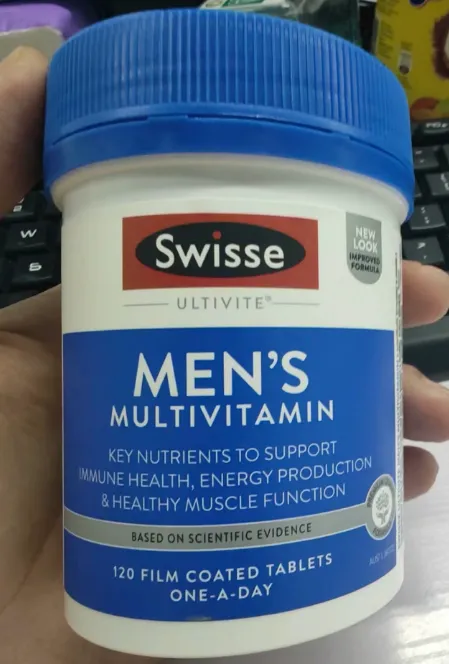 Swisse
ULTIVITE®
NEW
LOOK
IMPROVED
FORMULA
MEN'S
MULTIVITAMIN
KEY NUTRIENTS TO SUPPORT
IMMUNE HEALTH, ENERGY PRODUCTION
& HEALTHY MUSCLE FUNCTION
BASED ON SCIENTIFIC EVIDENCE
120 FILM COATED TABLETS
ONE-A-DAY
W
S